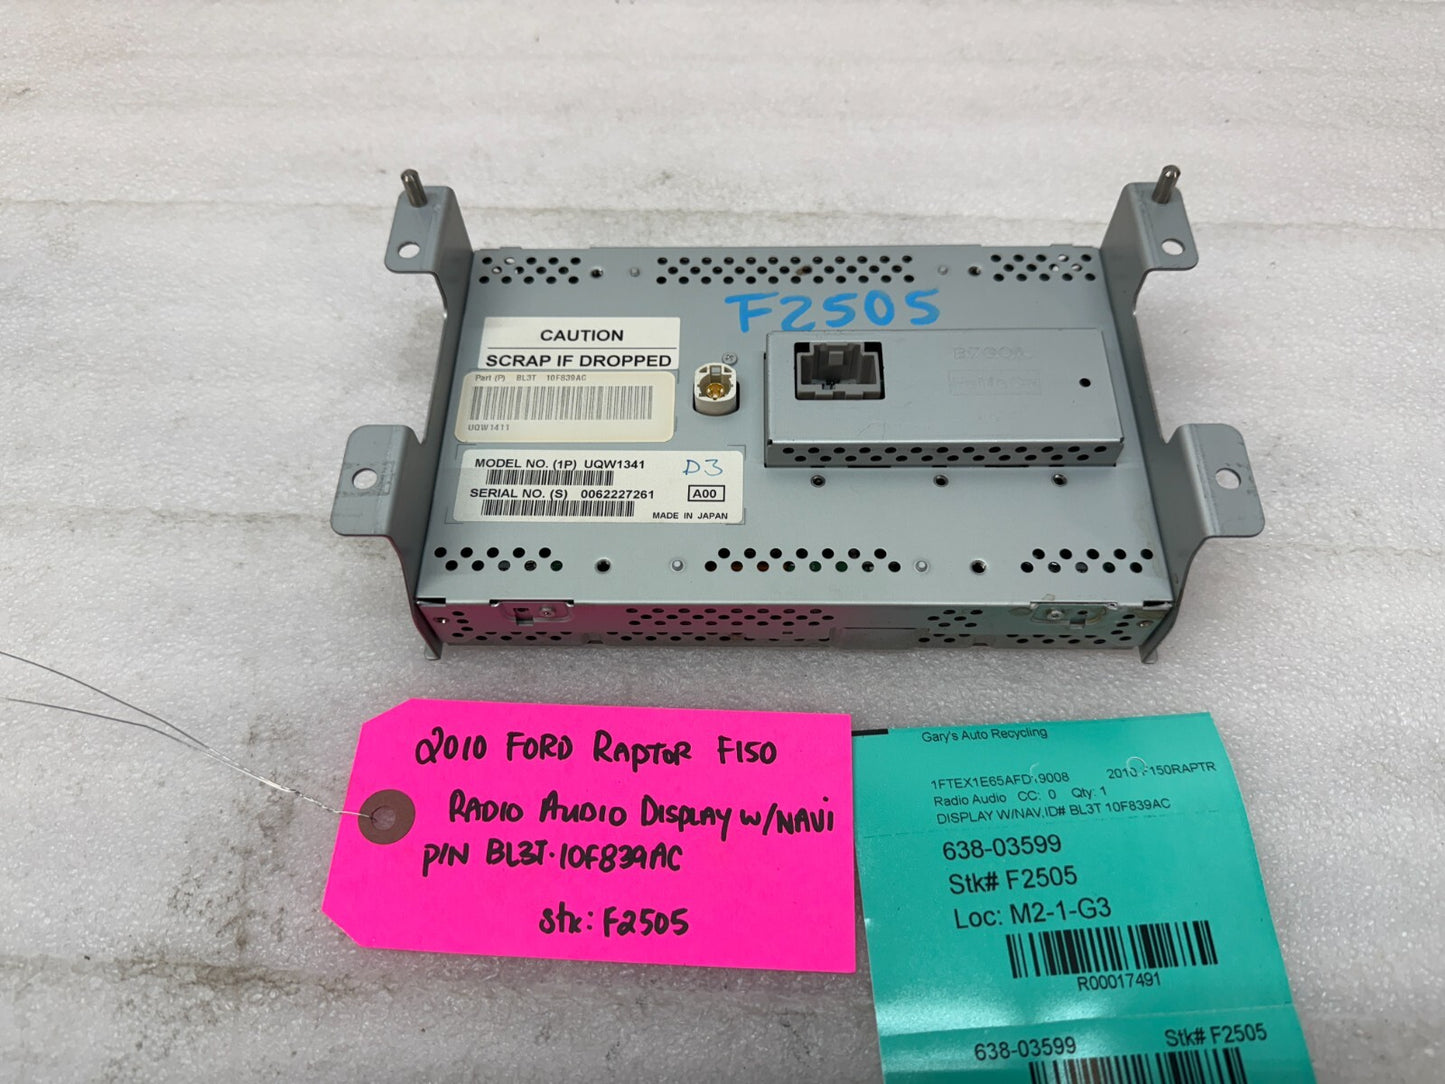 F2505
CAUTION
SCRAP IF DROPPED
Part (P) BL3T 10F839AC
UQW1411
MODEL NO. (1P) UQW1341
D3
SERIAL NO. (S) 0062227261
A00
MADE IN JAPAN
2010 FORD RAPTOR F150
RADIO AUDIO DISPLAY W/NAVI
P/N BL3T-10F839AC
Stk: F2505
Gary's Auto Recycling
2010 F150RAPTR
Radio Audio CC: 0 Qty: 1
DISPLAY W/NAV,ID# BL3T 10F839AC
638-03599
Stk# F2505
Loc: M2-1-G3
R00017491
638-03599 Stk# F2505